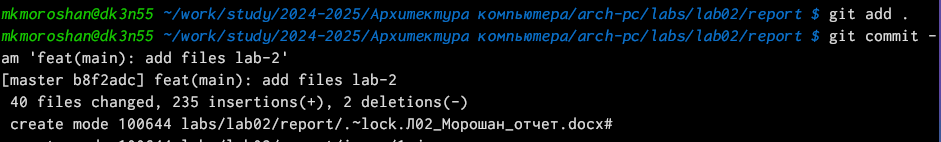 mkmoroshan@dk3n55 ~/work/study/2024-2025/Архитектура компьютера/arch-pc/labs/lab02/report $ git add .
mkmoroshan@dk3n55 ~/work/study/2024-2025/Архитектура компьютера/arch-pc/labs/lab02/report $ git commit -
am 'feat(main): add files lab-2'
[master b8f2adc] feat(main): add files lab-2
 40 files changed, 235 insertions(+), 2 deletions(-)
 create mode 100644 labs/lab02/report/.~lock.Л02_Морошан_отчет.docx#